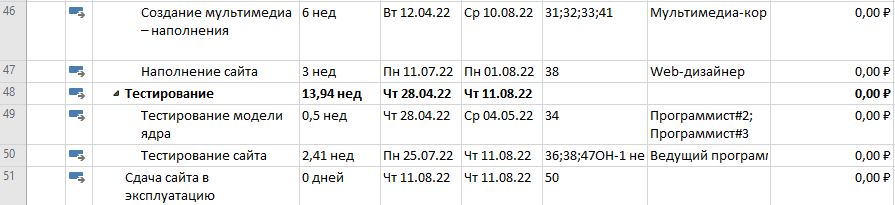 46 Создание мультимедиа – наполнения 6 нед Вт 12.04.22 Ср 10.08.22 31;32;33;41 Мультимедиа-кор 0,00 ₽
47 Наполнение сайта 3 нед Пн 11.07.22 Пн 01.08.22 38 Web-дизайнер 0,00 ₽
48 Тестирование 13,94 нед Чт 28.04.22 Чт 11.08.22 0,00 ₽
49 Тестирование модели ядра 0,5 нед Чт 28.04.22 Ср 04.05.22 34 Программист#2; Программист#3 0,00 ₽
50 Тестирование сайта 2,41 нед Пн 25.07.22 Чт 11.08.22 36;38;47ОН-1 не Ведущий програм 0,00 ₽
51 Сдача сайта в эксплуатацию 0 дней Чт 11.08.22 Чт 11.08.22 50 0,00 ₽